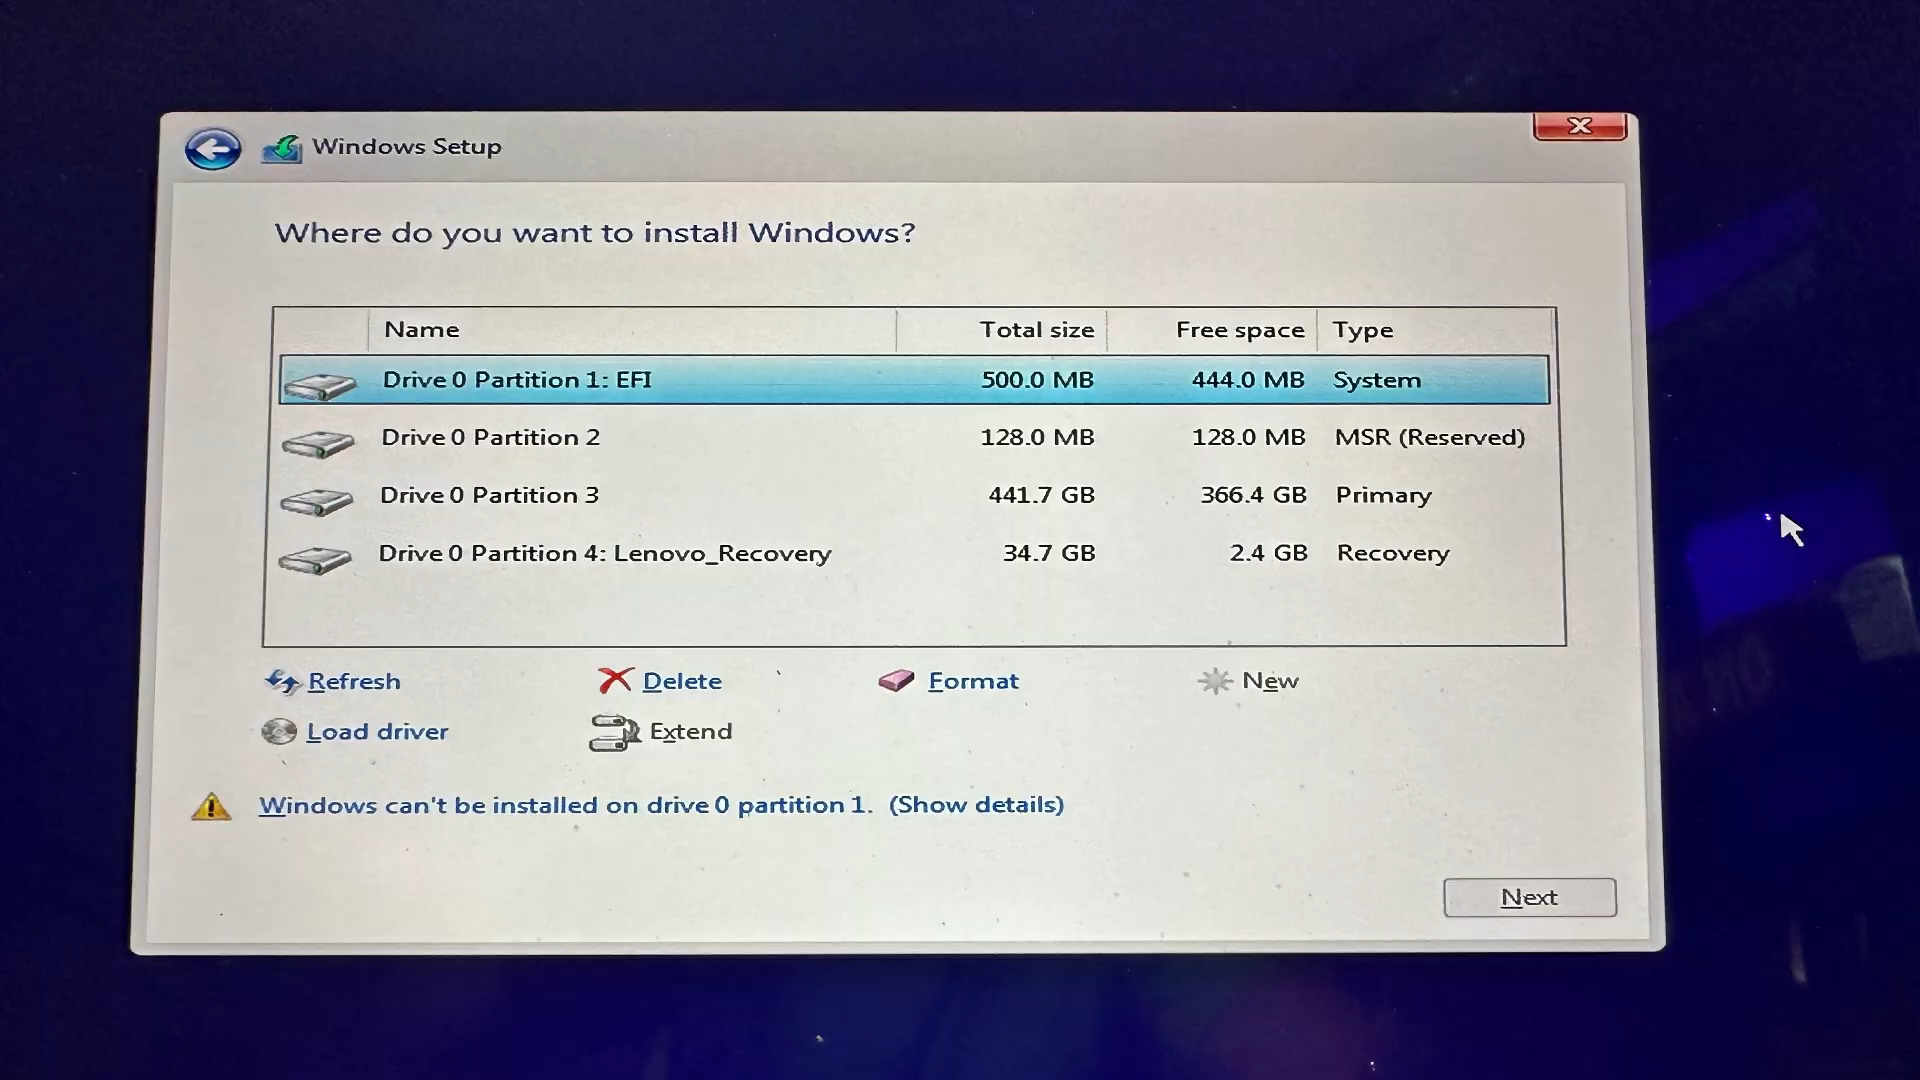 Windows Setup
Where do you want to install Windows?
Name Total size Free space Type
Drive 0 Partition 1: EFI 500.0 MB 444.0 MB System
Drive 0 Partition 2 128.0 MB 128.0 MB MSR (Reserved)
Drive 0 Partition 3 441.7 GB 366.4 GB Primary
Drive 0 Partition 4: Lenovo_Recovery 34.7 GB 2.4 GB Recovery
Refresh Delete Format New
Load driver Extend
Windows can't be installed on drive 0 partition 1. (Show details)
Next